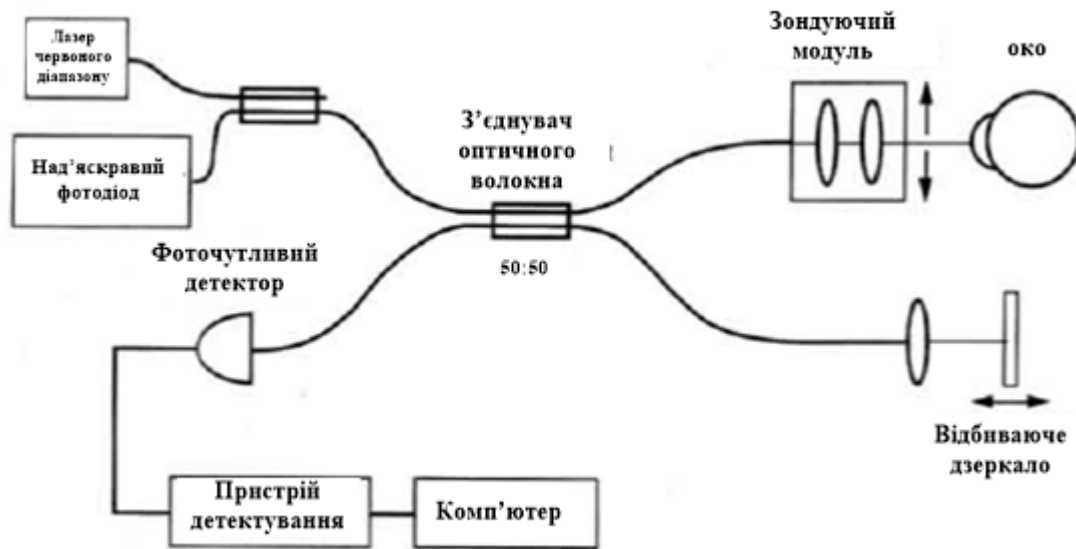 Лазер
червоного
діапазону
Над’яскравий
фотодіод
З’єднувач
оптичного
волокна
50:50
Зондуючий
модуль
око
Фоточутливий
детектор
Відбиваюче
дзеркало
Пристрій
детектування
Комп’ютер